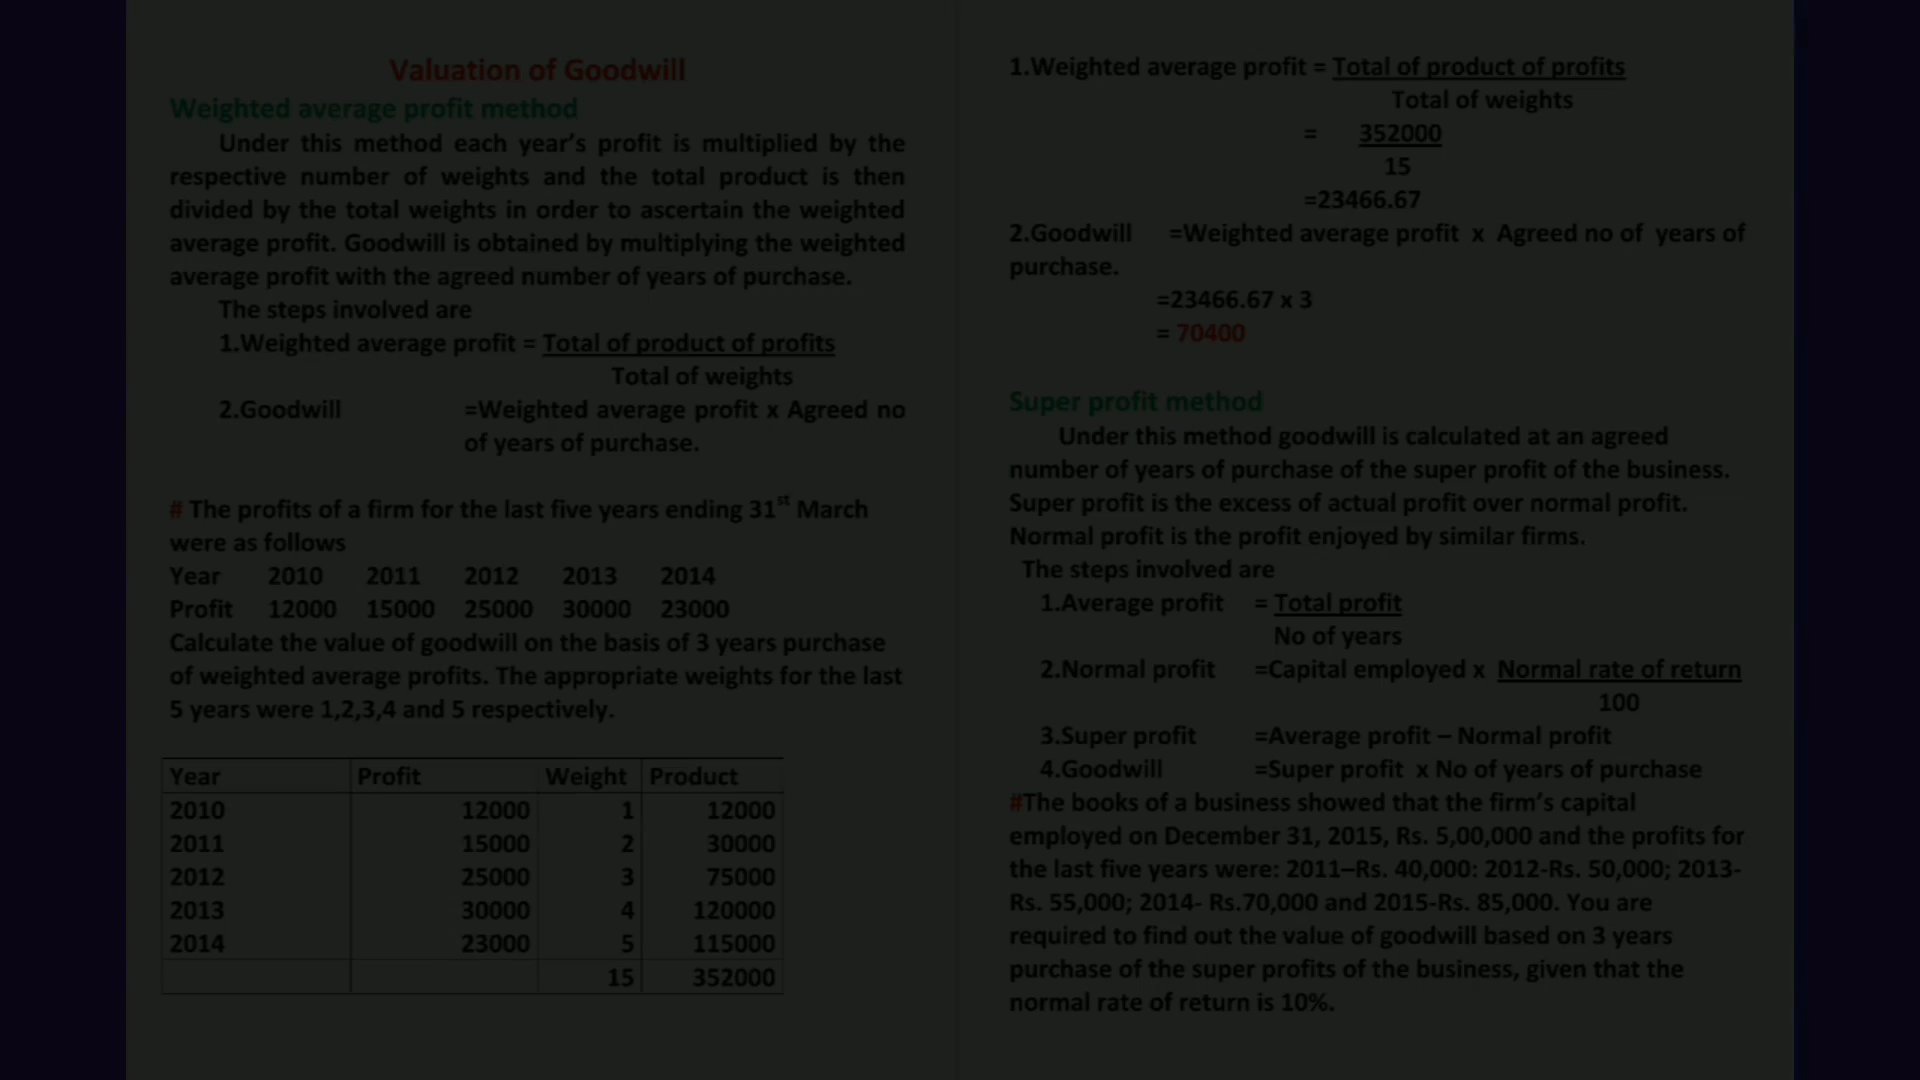 Valuation of Goodwill
Weighted average profit method
Under this method each year’s profit is multiplied by the
respective number of weights and the total product is then
divided by the total weights in order to ascertain the weighted
average profit. Goodwill is obtained by multiplying the weighted
average profit with the agreed number of years of purchase.
The steps involved are
1.Weighted average profit = Total of product of profits
Total of weights
2.Goodwill =Weighted average profit x Agreed no
of years of purchase.
# The profits of a firm for the last five years ending 31st March
were as follows
Year 2010 2011 2012 2013 2014
Profit 12000 15000 25000 30000 23000
Calculate the value of goodwill on the basis of 3 years purchase
of weighted average profits. The appropriate weights for the last
5 years were 1,2,3,4 and 5 respectively.
Year Profit Weight Product
2010 12000 1 12000
2011 15000 2 30000
2012 25000 3 75000
2013 30000 4 120000
2014 23000 5 115000
15 352000
1.Weighted average profit = Total of product of profits
Total of weights
= 352000
15
=23466.67
2.Goodwill =Weighted average profit x Agreed no of years of
purchase.
=23466.67 x 3
= 70400
Super profit method
Under this method goodwill is calculated at an agreed
number of years of purchase of the super profit of the business.
Super profit is the excess of actual profit over normal profit.
Normal profit is the profit enjoyed by similar firms.
The steps involved are
1.Average profit = Total profit
No of years
2.Normal profit =Capital employed x Normal rate of return
100
3.Super profit =Average profit – Normal profit
4.Goodwill =Super profit x No of years of purchase
#The books of a business showed that the firm’s capital
employed on December 31, 2015, Rs. 5,00,000 and the profits for
the last five years were: 2011–Rs. 40,000: 2012-Rs. 50,000; 2013-
Rs. 55,000; 2014- Rs.70,000 and 2015-Rs. 85,000. You are
required to find out the value of goodwill based on 3 years
purchase of the super profits of the business, given that the
normal rate of return is 10%.